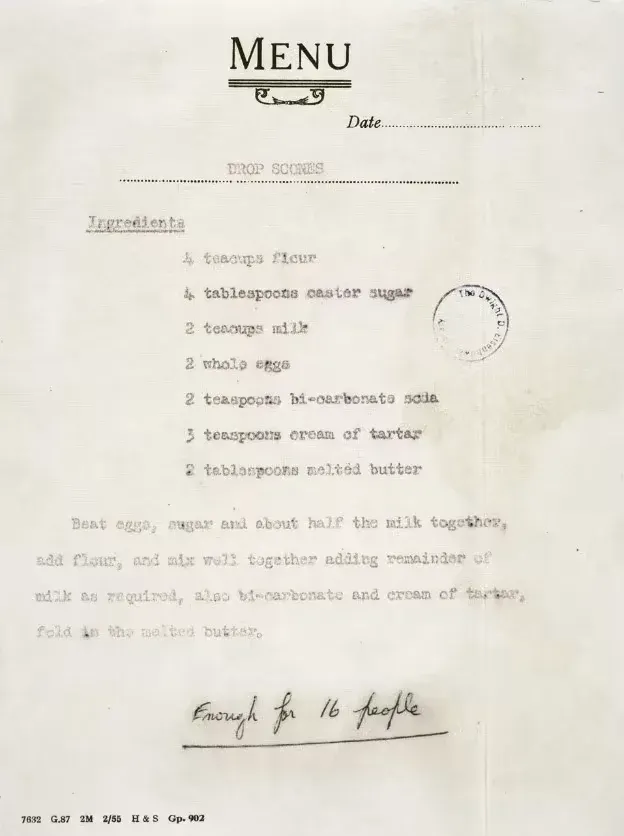 MENU
Date
DROP SCONES
Ingredients
4 teacups flour
4 tablespoons caster sugar
The Dwight D.
2 teacups milk
2 whole eggs
2 teaspoons bi-carbonate soda
3 teaspoons cream of tartar
2 tablespoons melted butter
Beat eggs, sugar and about half the milk together,
add flour, and mix well together adding remainder of
milk as required, also bi-carbonate and cream of tartar,
fold in the melted butter.
Enough for 16 people
7632 G.87 2M 2/55 H & S Gp. 902